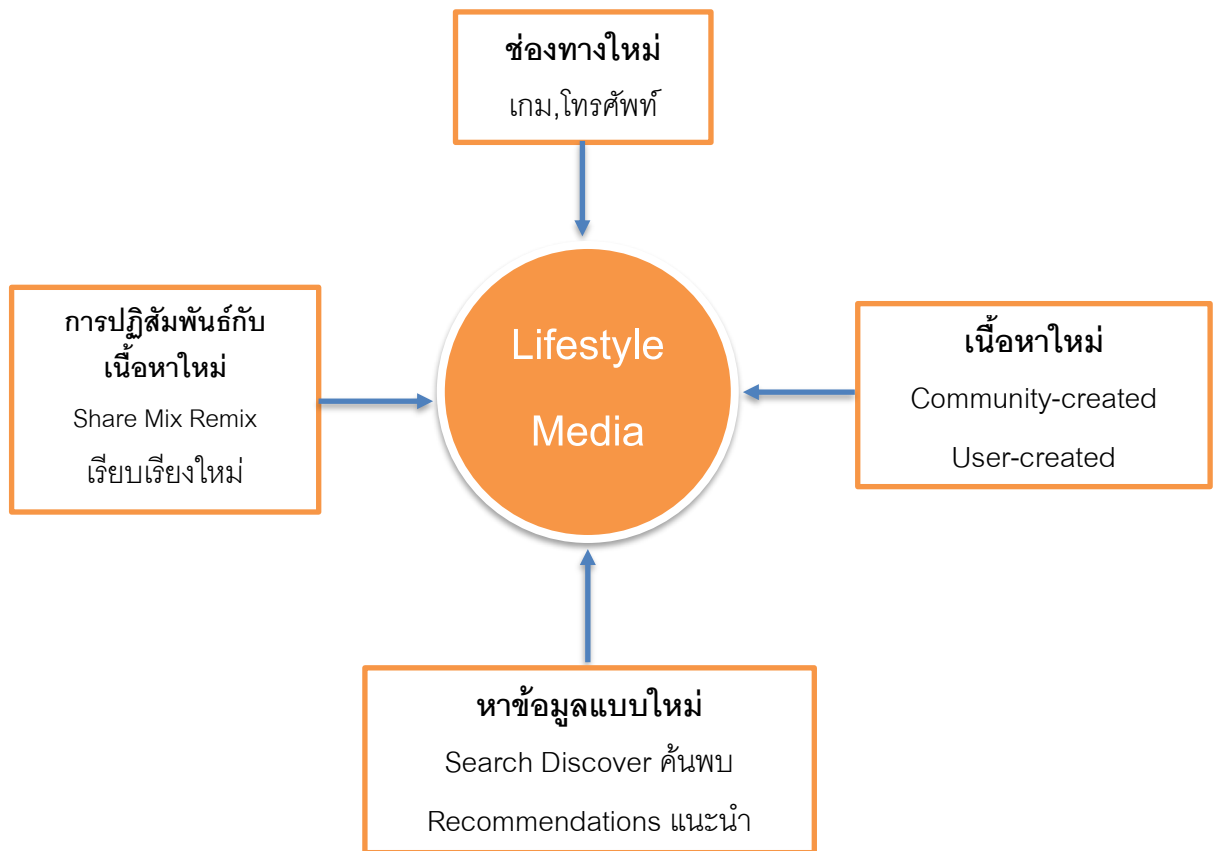 ช่องทางใหม่
เกม,โทรศัพท์
การปฏิสัมพันธ์กับ
เนื้อหาใหม่
Share Mix Remix
เรียบเรียงใหม่
Lifestyle
Media
เนื้อหาใหม่
Community-created
User-created
หาข้อมูลแบบใหม่
Search Discover ค้นพบ
Recommendations แนะนำ